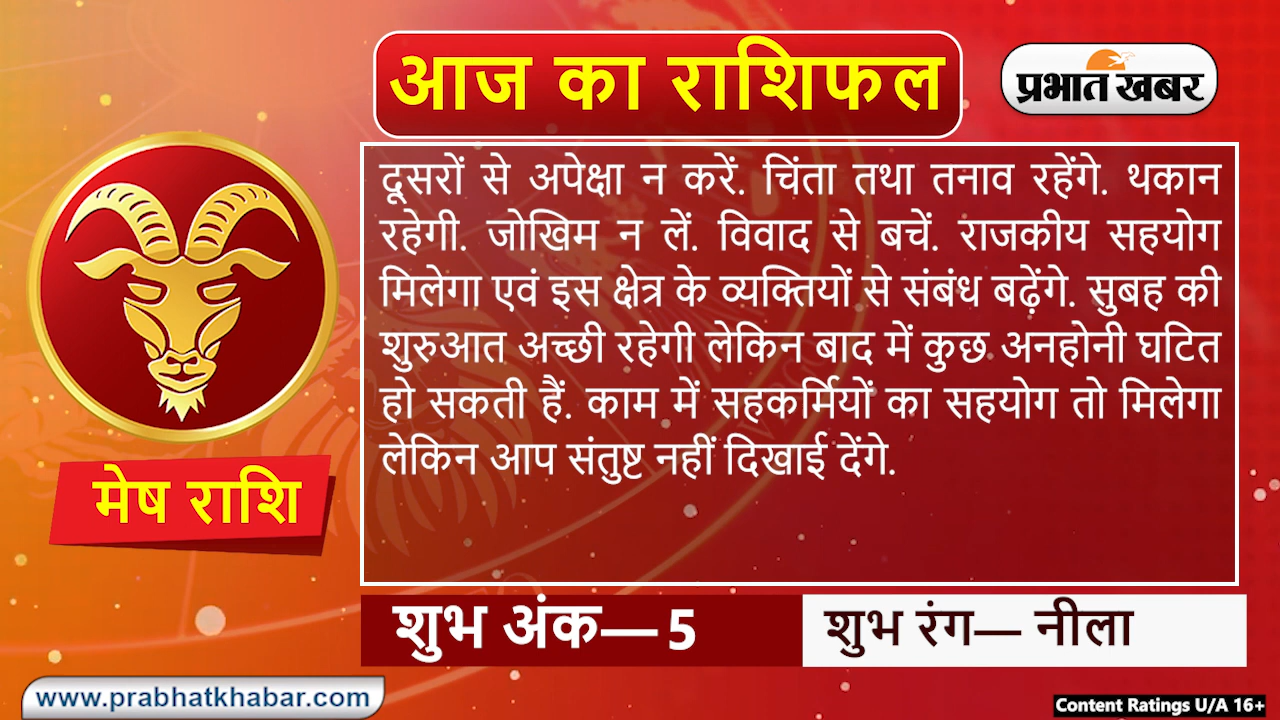 आज का राशिफल
प्रभात खबर
दूसरों से अपेक्षा न करें. चिंता तथा तनाव रहेंगे. थकान
रहेगी. जोखिम न लें. विवाद से बचें. राजकीय सहयोग
मिलेगा एवं इस क्षेत्र के व्यक्तियों से संबंध बढ़ेंगे. सुबह की
शुरुआत अच्छी रहेगी लेकिन बाद में कुछ अनहोनी घटित
हो सकती हैं. काम में सहकर्मियों का सहयोग तो मिलेगा
लेकिन आप संतुष्ट नहीं दिखाई देंगे.
मेष राशि
शुभ अंक—5
शुभ रंग— नीला
www.prabhatkhabar.com
Content Ratings U/A 16+